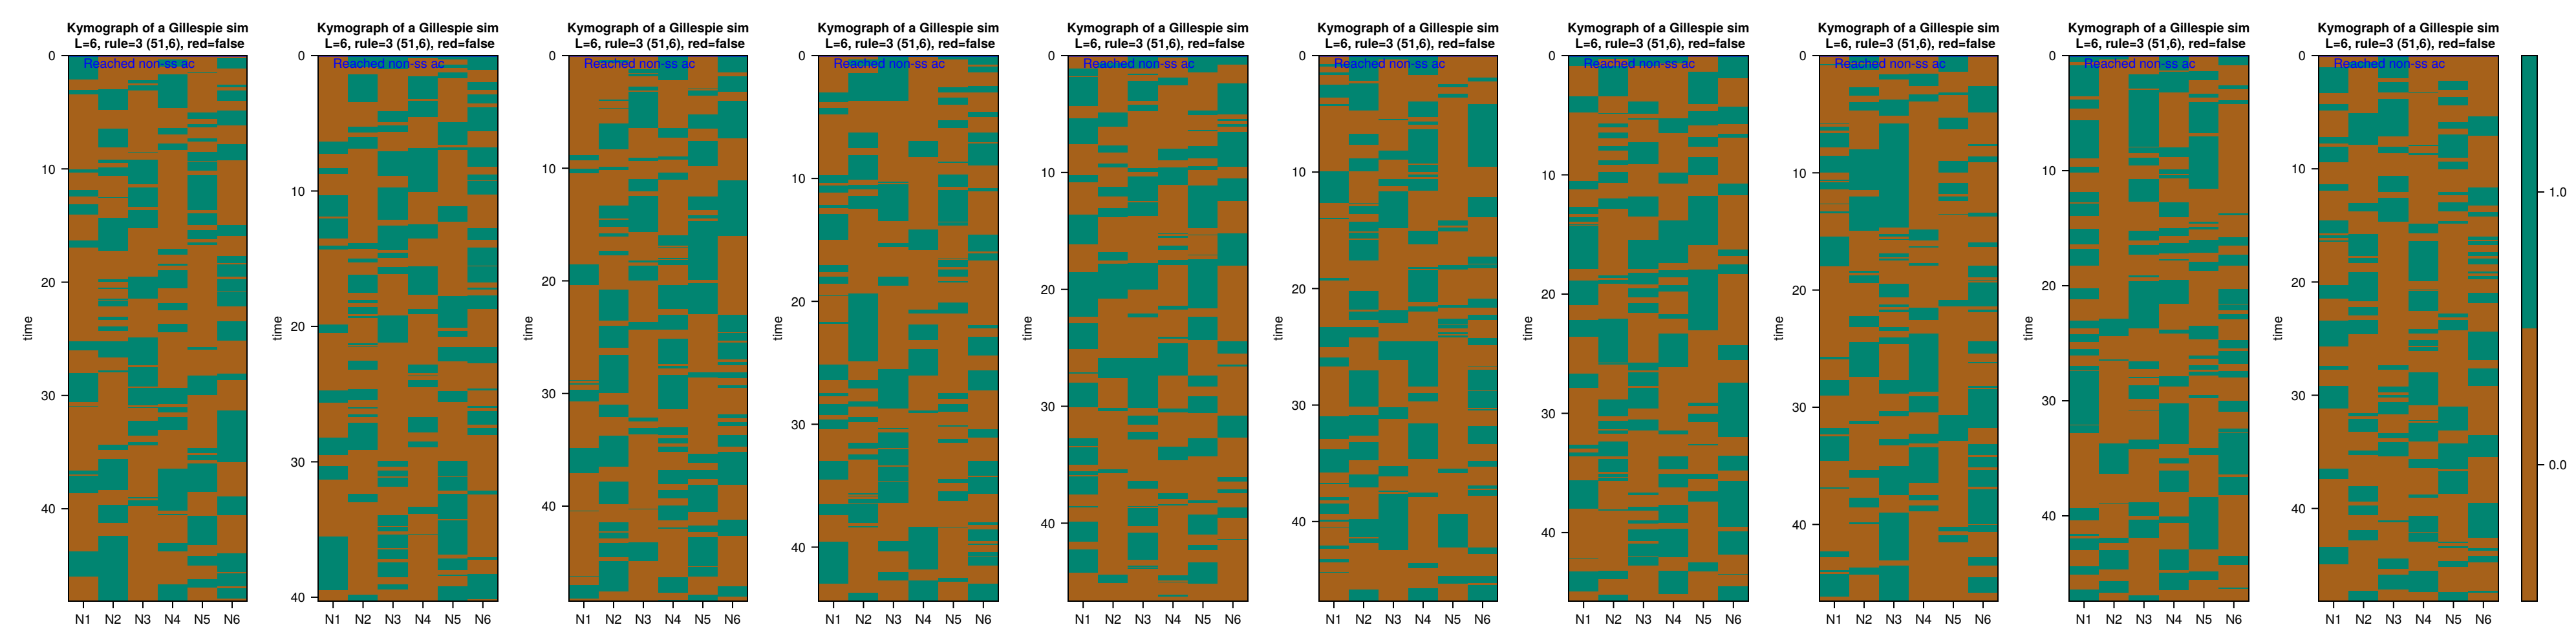 Kymograph of a Gillespie sim
L=6, rule=3 (51,6), red=false
Reached non-ss ac
time
0
10
20
30
40
N1 N2 N3 N4 N5 N6
Kymograph of a Gillespie sim
L=6, rule=3 (51,6), red=false
Reached non-ss ac
time
0
10
20
30
40
N1 N2 N3 N4 N5 N6
Kymograph of a Gillespie sim
L=6, rule=3 (51,6), red=false
Reached non-ss ac
time
0
10
20
30
40
N1 N2 N3 N4 N5 N6
Kymograph of a Gillespie sim
L=6, rule=3 (51,6), red=false
Reached non-ss ac
time
0
10
20
30
40
N1 N2 N3 N4 N5 N6
Kymograph of a Gillespie sim
L=6, rule=3 (51,6), red=false
Reached non-ss ac
time
0
10
20
30
40
N1 N2 N3 N4 N5 N6
Kymograph of a Gillespie sim
L=6, rule=3 (51,6), red=false
Reached non-ss ac
time
0
10
20
30
40
N1 N2 N3 N4 N5 N6
Kymograph of a Gillespie sim
L=6, rule=3 (51,6), red=false
Reached non-ss ac
time
0
10
20
30
40
N1 N2 N3 N4 N5 N6
Kymograph of a Gillespie sim
L=6, rule=3 (51,6), red=false
Reached non-ss ac
time
0
10
20
30
40
N1 N2 N3 N4 N5 N6
Kymograph of a Gillespie sim
L=6, rule=3 (51,6), red=false
Reached non-ss ac
time
0
10
20
30
40
N1 N2 N3 N4 N5 N6
Kymograph of a Gillespie sim
L=6, rule=3 (51,6), red=false
Reached non-ss ac
time
0
10
20
30
40
N1 N2 N3 N4 N5 N6
1.0
0.0